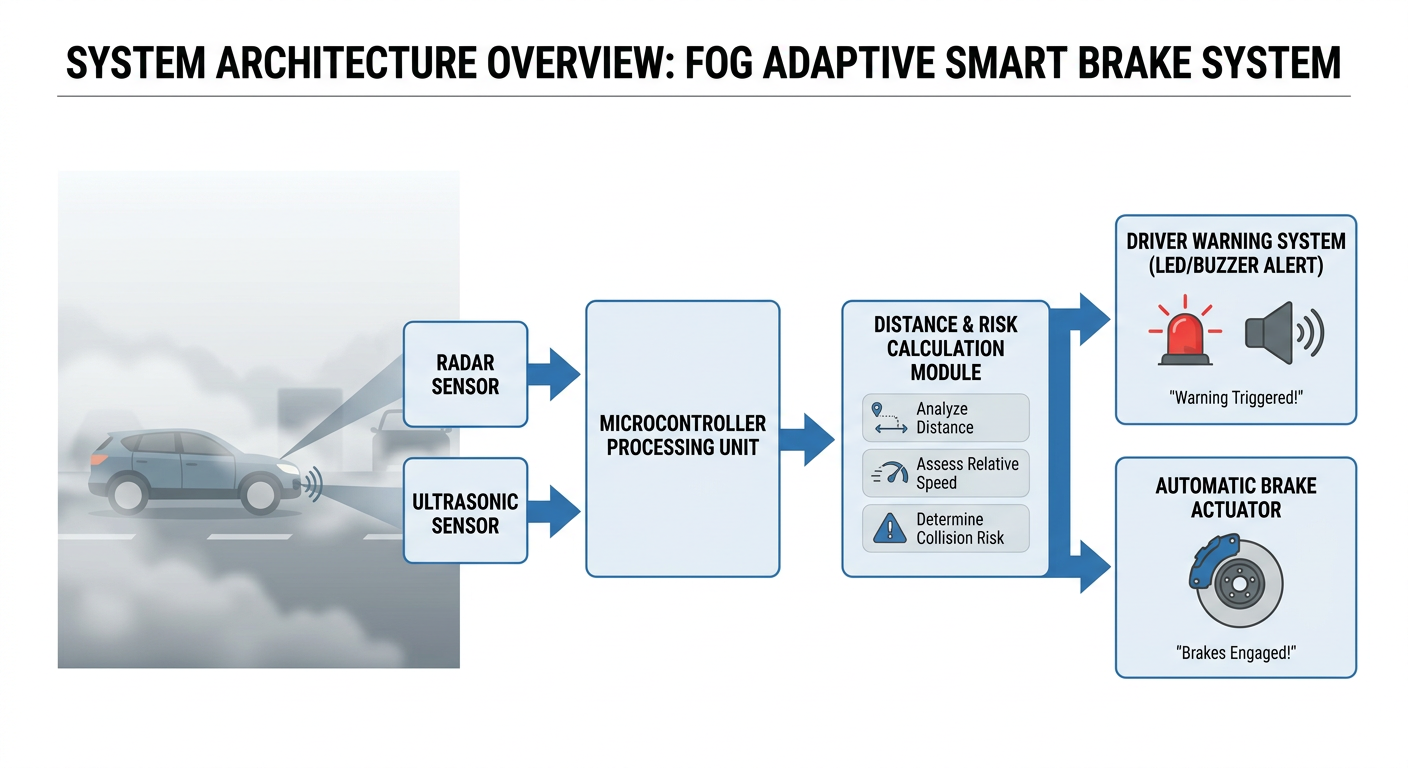 SYSTEM ARCHITECTURE OVERVIEW: FOG ADAPTIVE SMART BRAKE SYSTEM
RADAR
SENSOR
ULTRASONIC
SENSOR
MICROCONTROLLER
PROCESSING UNIT
DISTANCE & RISK
CALCULATION
MODULE
Analyze
Distance
Assess Relative
Speed
Determine
Collision Risk
DRIVER WARNING SYSTEM
(LED/BUZZER ALERT)
"Warning Triggered!"
AUTOMATIC BRAKE
ACTUATOR
"Brakes Engaged!"